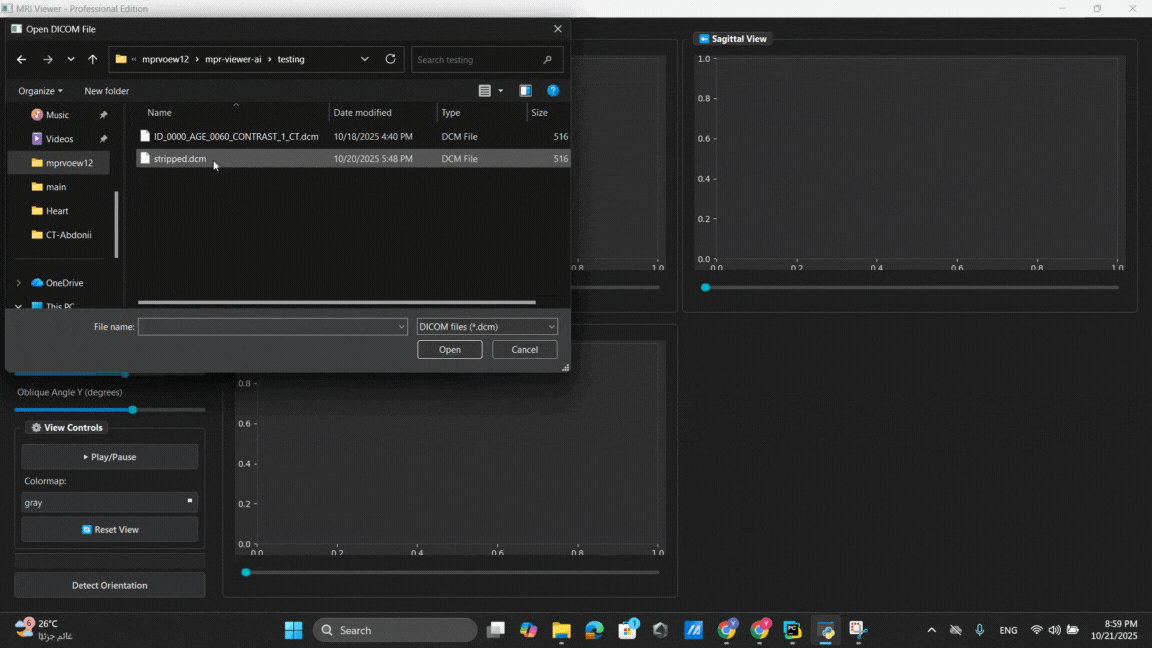 MRI Viewer - Professional Edition
Open DICOM File
« mprvoew12 › mpr-viewer-ai › testing
Search testing
Organize
New folder
Name
Date modified
Type
Size
Music
Videos
mprvoew12
main
Heart
CT-Abdonii
OneDrive
This PC
ID_0000_AGE_0060_CONTRAST_1_CT.dcm 10/18/2025 4:40 PM DCM File 516
stripped.dcm 10/20/2025 5:48 PM DCM File 516
File name:
DICOM files (*.dcm)
Open
Cancel
Sagittal View
1.0
0.8
0.6
0.4
0.2
0.0
0.0 0.2 0.4 0.6 0.8 1.0
0.8 1.0
Oblique Angle Y (degrees)
View Controls
Play/Pause
Colormap:
gray
Reset View
Detect Orientation
0.8
0.6
0.4
0.2
0.0
0.0 0.2 0.4 0.6 0.8 1.0
6
26°C
غائم جزئيًا
Search
1
ENG
8:59 PM
10/21/2025